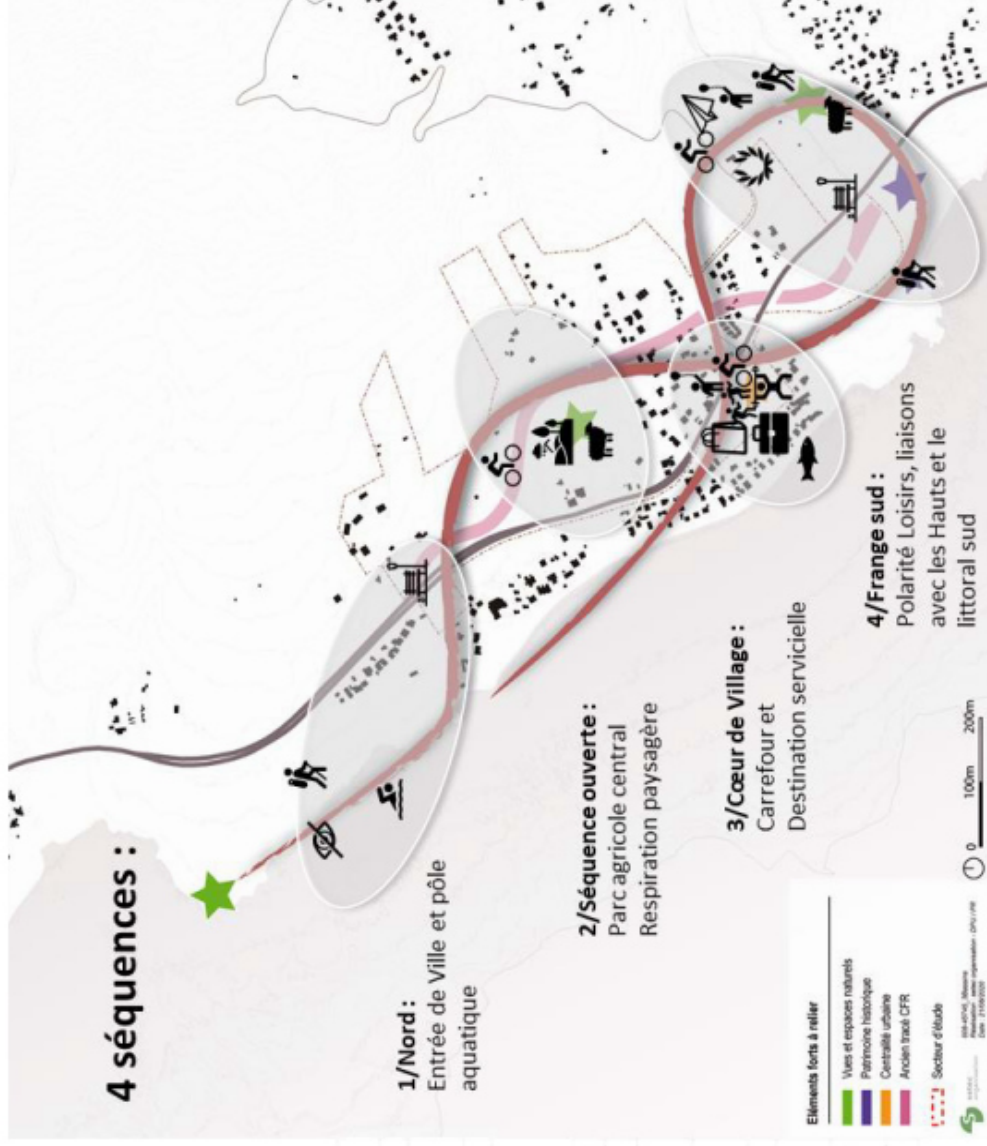 4 séquences :
1/Nord :
Entrée de Ville et pôle
aquatique
2/Séquence ouverte :
Parc agricole central
Respiration paysagère
3/Cœur de Village :
Carrefour et
Destination servicielle
4/Frange sud :
Polarité Loisirs, liaisons
avec les Hauts et le
littoral sud
Eléments forts à relier
Vues et espaces naturels
Patrimoine historique
Centralité urbaine
Ancien tracé CFR
Secteur d'étude
0 100m 200m